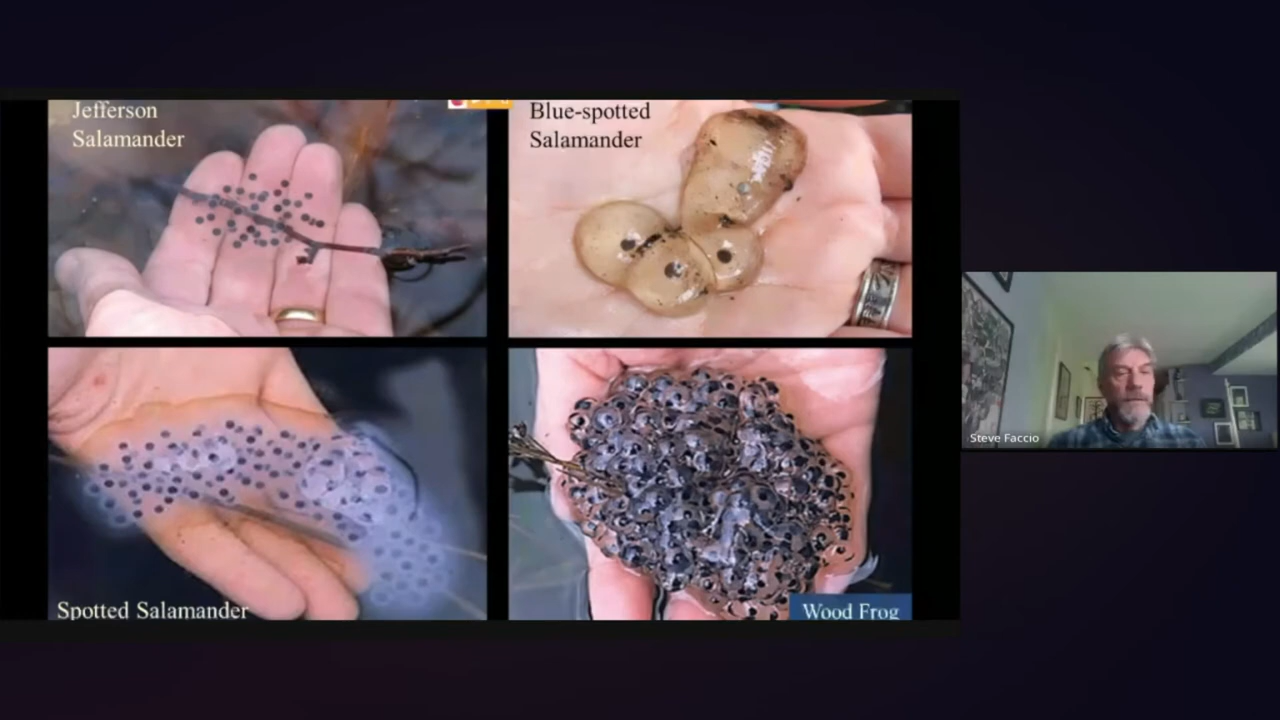 Jefferson
Salamander
Blue-spotted
Salamander
Spotted Salamander
Wood Frog
Steve Faccio